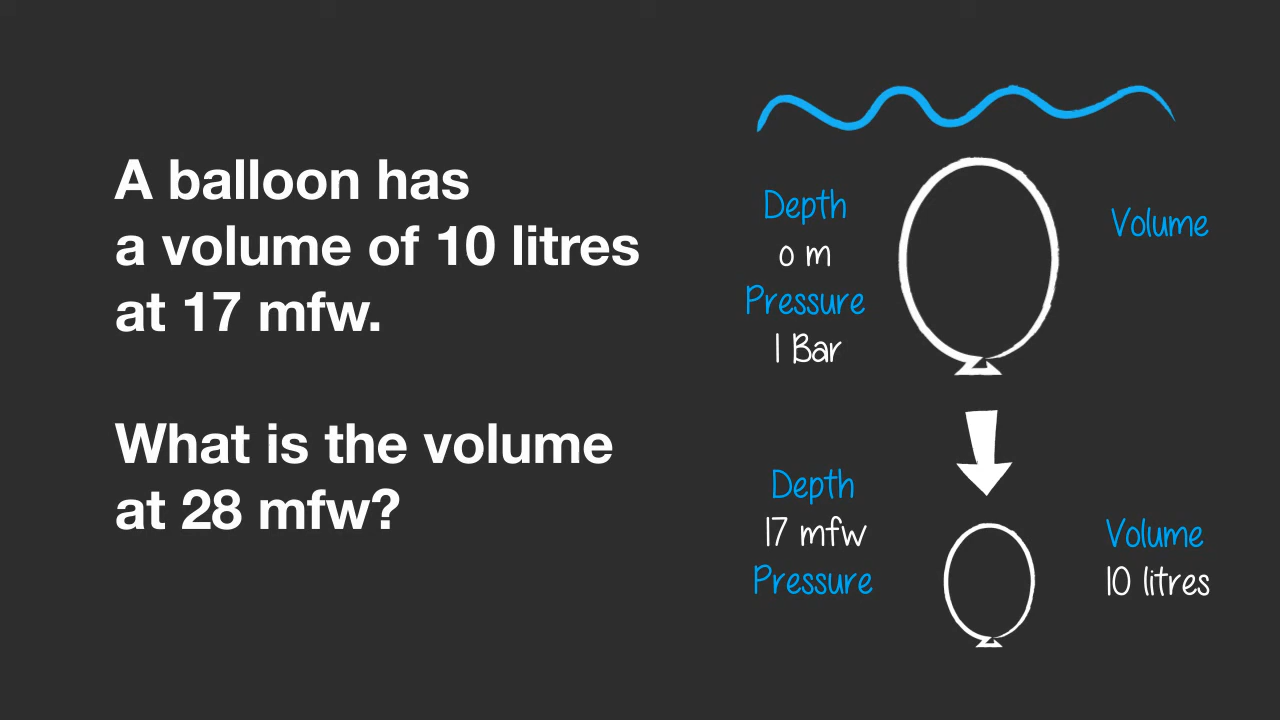 A balloon has
a volume of 10 litres
at 17 mfw.
What is the volume
at 28 mfw?
Depth
0 m
Pressure
1 Bar
Volume
Depth
17 mfw
Pressure
Volume
10 litres